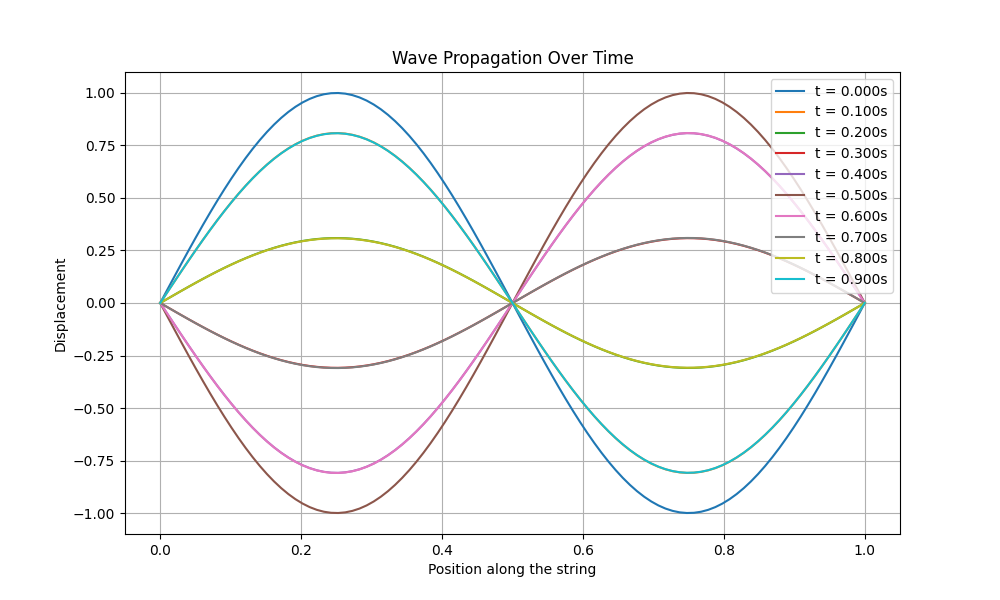 Wave Propagation Over Time
t = 0.000s
t = 0.100s
t = 0.200s
t = 0.300s
t = 0.400s
t = 0.500s
t = 0.600s
t = 0.700s
t = 0.800s
t = 0.900s
1.00
0.75
0.50
0.25
0.00
−0.25
−0.50
−0.75
−1.00
Displacement
0.0 0.2 0.4 0.6 0.8 1.0
Position along the string